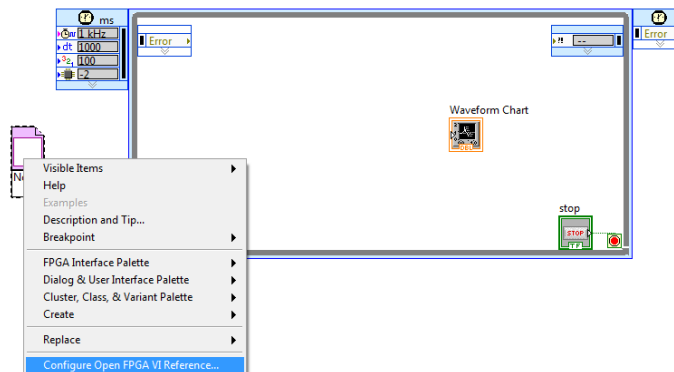 ms
1 kHz
Error
--
Error
dt 1000
100
-2
Waveform Chart
Visible Items
Help
Examples
Description and Tip...
Breakpoint
stop
STOP
TF
FPGA Interface Palette
Dialog & User Interface Palette
Cluster, Class, & Variant Palette
Create
Replace
Configure Open FPGA VI Reference...